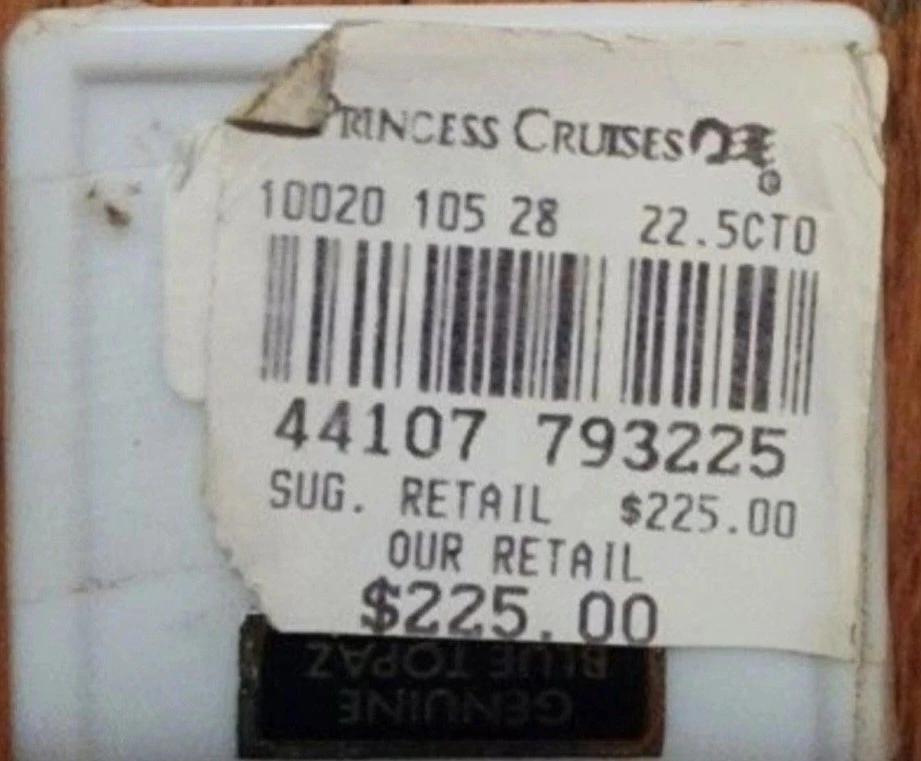 PRINCESS CRUISES
10020 105 28 22.5CTO
44107 793225
SUG. RETAIL $225.00
OUR RETAIL
$225.00
GENUINE
BLUE TOPAZ